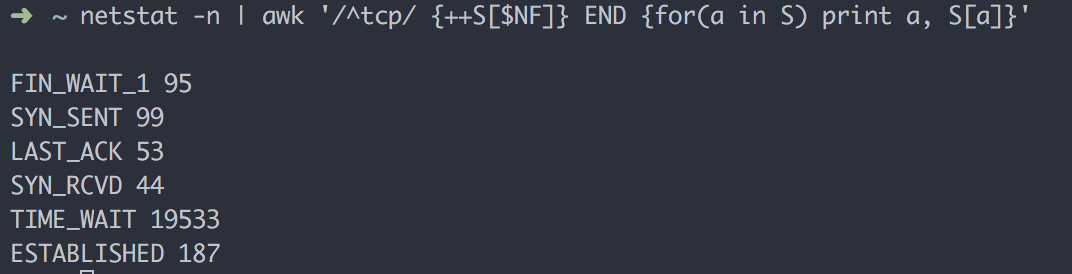 ➜ ~ netstat -n | awk '/^tcp/ {++S[$NF]} END {for(a in S) print a, S[a]}'
FIN_WAIT_1 95
SYN_SENT 99
LAST_ACK 53
SYN_RCVD 44
TIME_WAIT 19533
ESTABLISHED 187